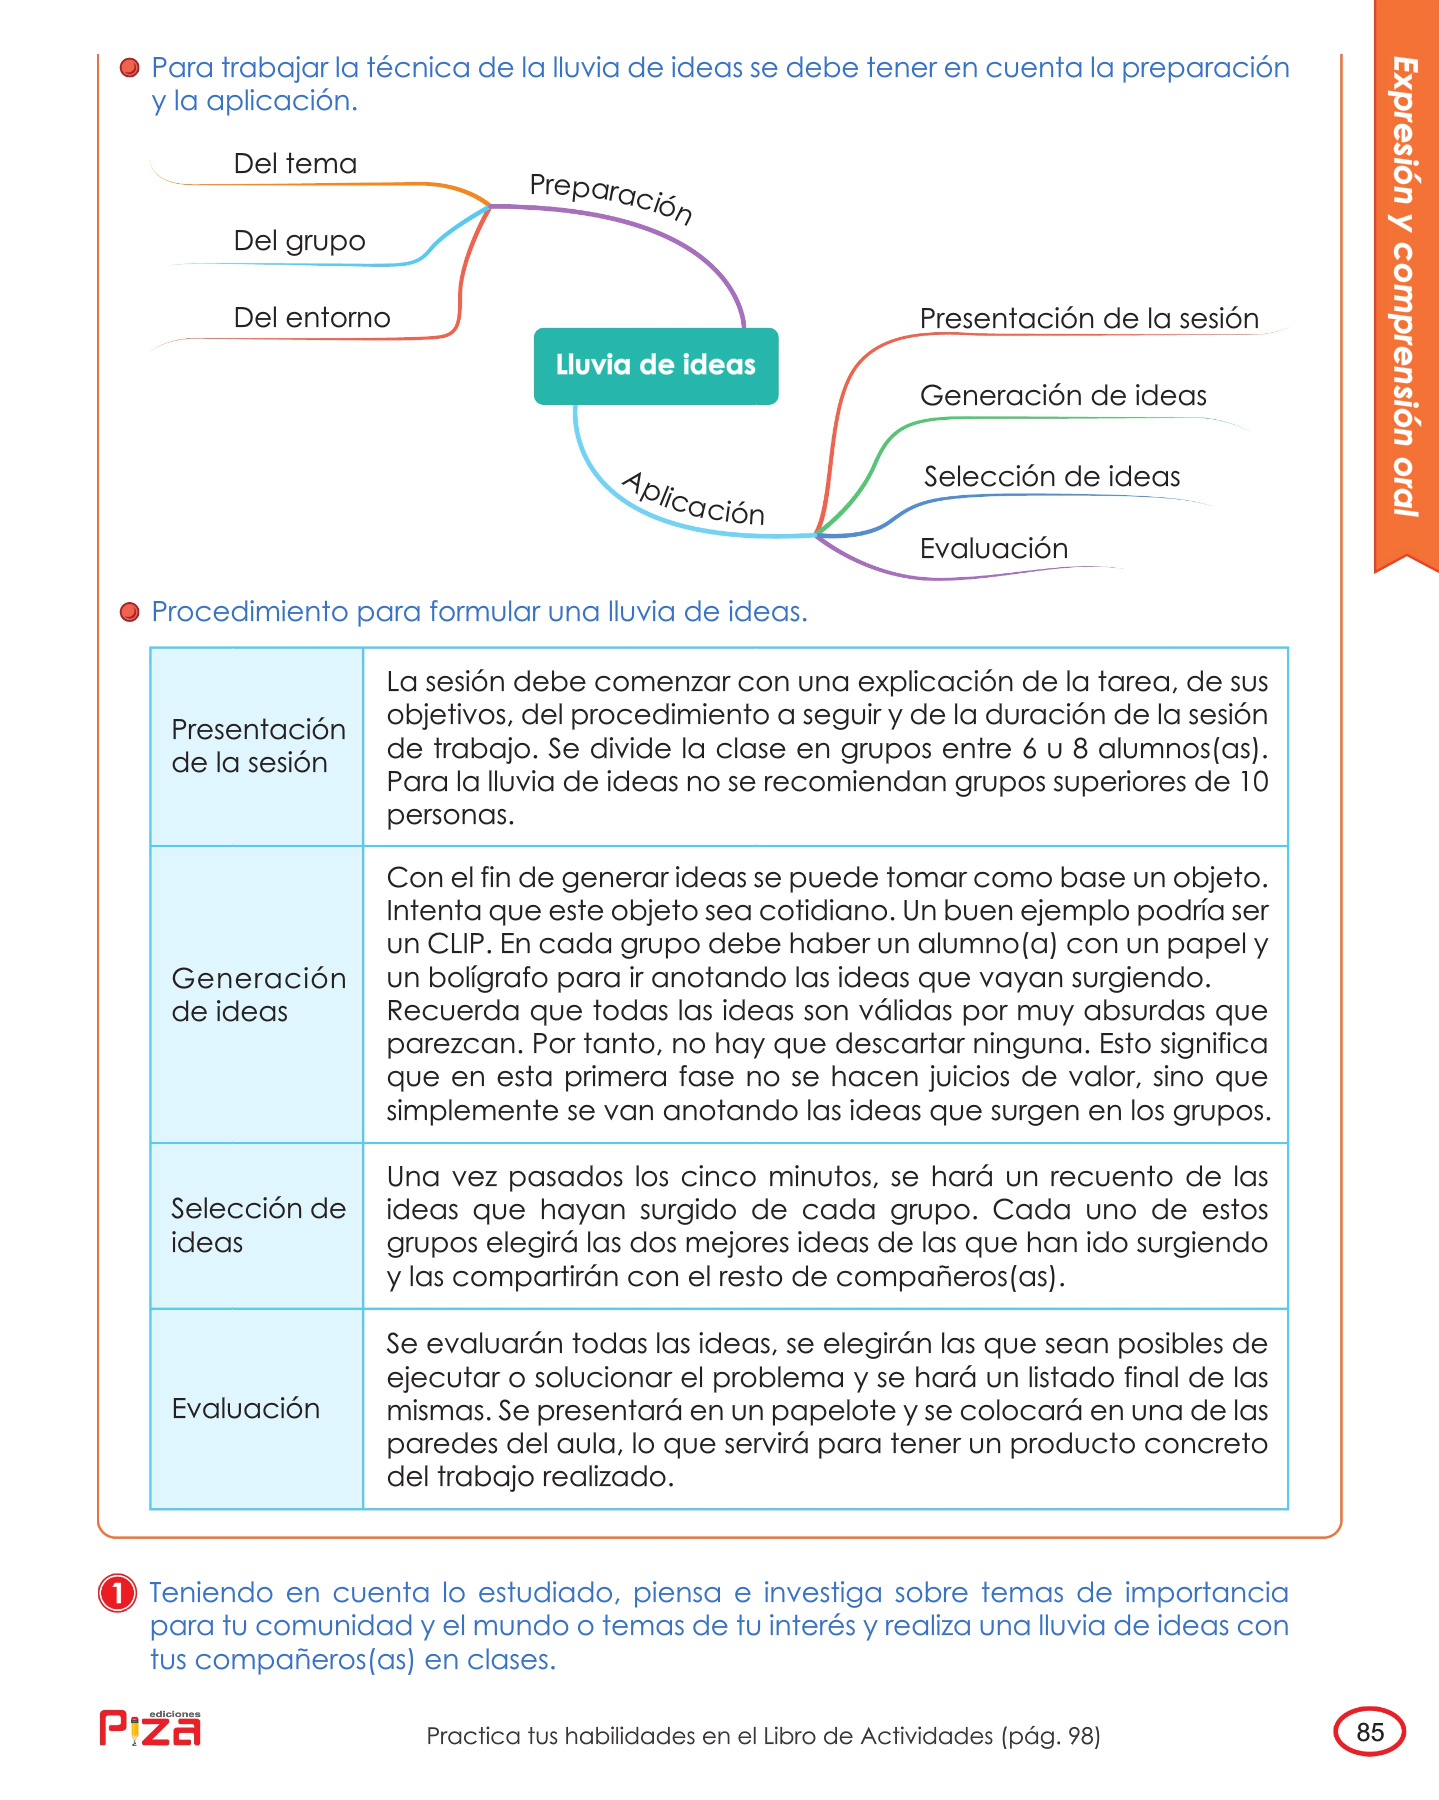 Para trabajar la técnica de la lluvia de ideas se debe tener en cuenta la preparación
y la aplicación.
Del tema
Del grupo
Del entorno
Preparación
Lluvia de ideas
Aplicación
Presentación de la sesión
Generación de ideas
Selección de ideas
Evaluación
Expresión y comprensión oral
Procedimiento para formular una lluvia de ideas.
Presentación
de la sesión
La sesión debe comenzar con una explicación de la tarea, de sus
objetivos, del procedimiento a seguir y de la duración de la sesión
de trabajo. Se divide la clase en grupos entre 6 u 8 alumnos(as).
Para la lluvia de ideas no se recomiendan grupos superiores de 10
personas.
Generación
de ideas
Con el fin de generar ideas se puede tomar como base un objeto.
Intenta que este objeto sea cotidiano. Un buen ejemplo podría ser
un CLIP. En cada grupo debe haber un alumno(a) con un papel y
un bolígrafo para ir anotando las ideas que vayan surgiendo.
Recuerda que todas las ideas son válidas por muy absurdas que
parezcan. Por tanto, no hay que descartar ninguna. Esto significa
que en esta primera fase no se hacen juicios de valor, sino que
simplemente se van anotando las ideas que surgen en los grupos.
Selección de
ideas
Una vez pasados los cinco minutos, se hará un recuento de las
ideas que hayan surgido de cada grupo. Cada uno de estos
grupos elegirá las dos mejores ideas de las que han ido surgiendo
y las compartirán con el resto de compañeros(as).
Evaluación
Se evaluarán todas las ideas, se elegirán las que sean posibles de
ejecutar o solucionar el problema y se hará un listado final de las
mismas. Se presentará en un papelote y se colocará en una de las
paredes del aula, lo que servirá para tener un producto concreto
del trabajo realizado.
1 Teniendo en cuenta lo estudiado, piensa e investiga sobre temas de importancia
para tu comunidad y el mundo o temas de tu interés y realiza una lluvia de ideas con
tus compañeros(as) en clases.
ediciones
Piza
Practica tus habilidades en el Libro de Actividades (pág. 98)
85